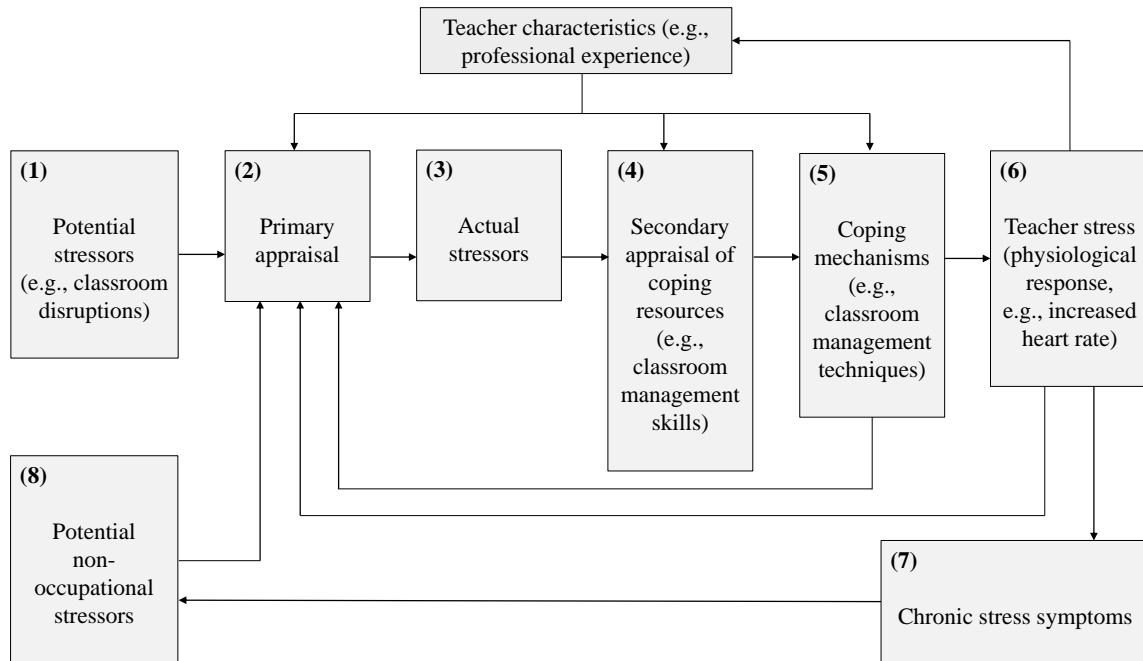 Teacher characteristics (e.g.,
professional experience)
(1)
Potential
stressors
(e.g., classroom
disruptions)
(2)
Primary
appraisal
(3)
Actual
stressors
(4)
Secondary
appraisal of
coping
resources
(e.g.,
classroom
management
skills)
(5)
Coping
mechanisms
(e.g.,
classroom
management
techniques)
(6)
Teacher stress
(physiological
response,
e.g., increased
heart rate)
(8)
Potential
non-
occupational
stressors
(7)
Chronic stress symptoms